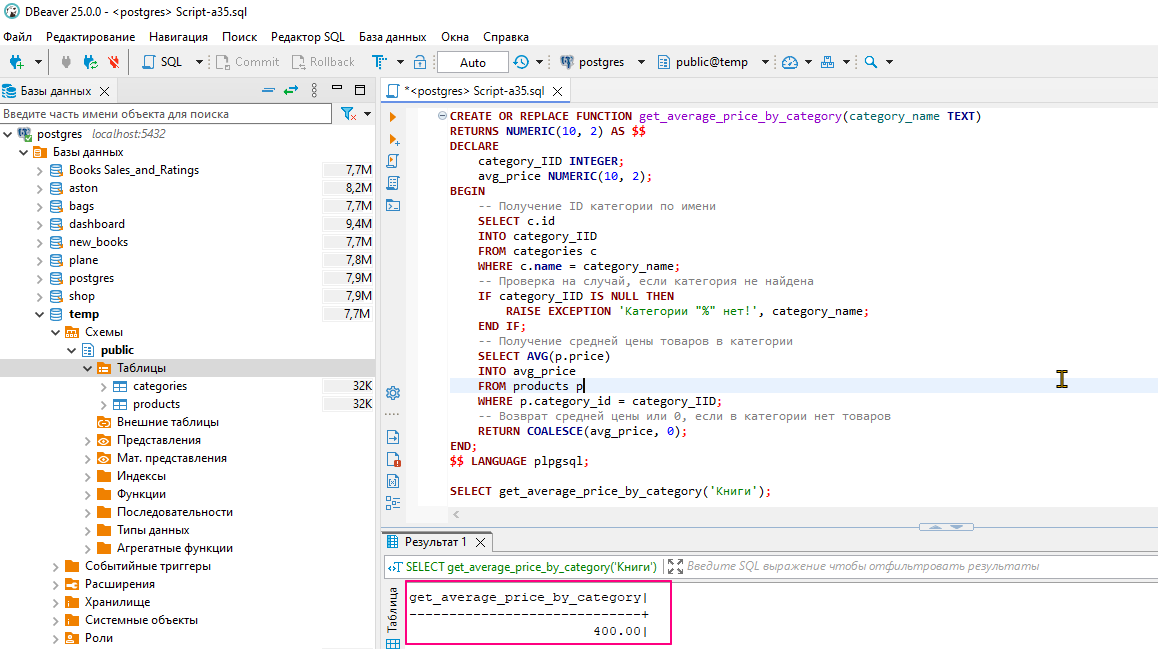 DBeaver 25.0.0 - <postgres> Script-a35.sql
Файл Редактирование Навигация Поиск Редактор SQL База данных Окна Справка
SQL Commit Rollback T Auto postgres public@temp
Базы данных
*<postgres> Script-a35.sql
Введите часть имени объекта для поиска
postgres localhost:5432
Базы данных
Books Sales_and_Ratings 7,7M
aston 8,2M
bags 7,7M
dashboard 9,4M
new_books 7,7M
plane 7,8M
postgres 7,9M
shop 7,9M
temp 7,7M
Схемы
public
Таблицы
categories 32K
products 32K
Внешние таблицы
Представления
Мат. представления
Индексы
Функции
Последовательности
Типы данных
Агрегатные функции
Событийные триггеры
Расширения
Хранилище
Системные объекты
Роли
CREATE OR REPLACE FUNCTION get_average_price_by_category(category_name TEXT)
RETURNS NUMERIC(10, 2) AS $$
DECLARE
    category_IID INTEGER;
    avg_price NUMERIC(10, 2);
BEGIN
    -- Получение ID категории по имени
    SELECT c.id
    INTO category_IID
    FROM categories c
    WHERE c.name = category_name;
    -- Проверка на случай, если категория не найдена
    IF category_IID IS NULL THEN
        RAISE EXCEPTION 'Категории "%" нет!', category_name;
    END IF;
    -- Получение средней цены товаров в категории
    SELECT AVG(p.price)
    INTO avg_price
    FROM products p
    WHERE p.category_id = category_IID;
    -- Возврат средней цены или 0, если в категории нет товаров
    RETURN COALESCE(avg_price, 0);
END;
$$ LANGUAGE plpgsql;
SELECT get_average_price_by_category('Книги');
Результат 1
SELECT get_average_price_by_category('Книги') Введите SQL выражение чтобы отфильтровать результаты
Таблица
get_average_price_by_category|
-----------------------------+
400.00|